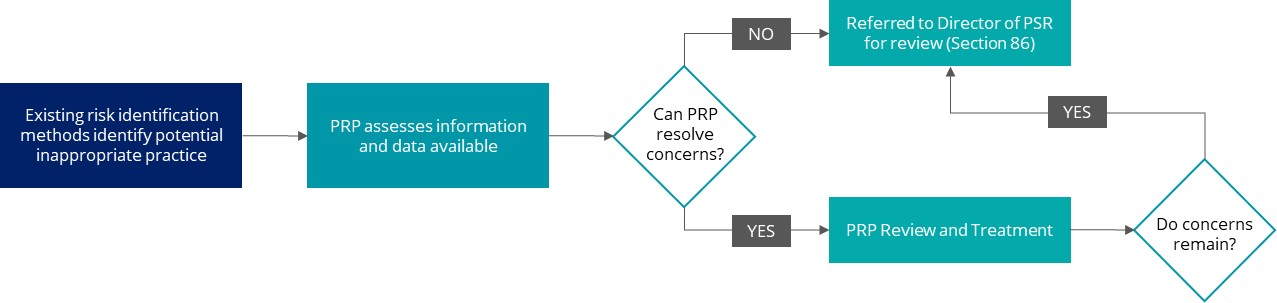 Existing risk identification
methods identify potential
inappropriate practice
PRP assesses information
and data available
Can PRP
resolve
concerns?
NO
Referred to Director of PSR
for review (Section 86)
YES
PRP Review and Treatment
Do concerns
remain?
YES